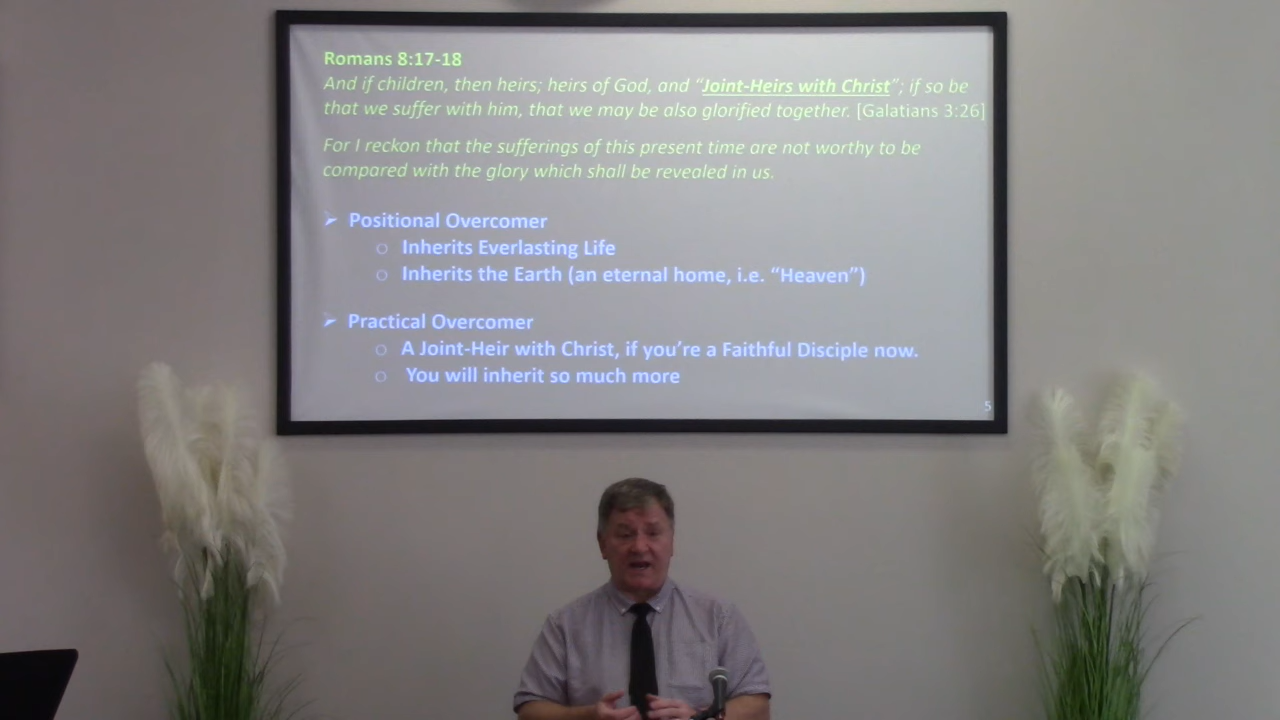 Romans 8:17-18
And if children, then heirs; heirs of God, and “Joint-Heirs with Christ”; if so be
that we suffer with him, that we may be also glorified together. [Galatians 3:26]
For I reckon that the sufferings of this present time are not worthy to be
compared with the glory which shall be revealed in us.
➢ Positional Overcomer
o Inherits Everlasting Life
o Inherits the Earth (an eternal home, i.e. “Heaven”)
➢ Practical Overcomer
o A Joint-Heir with Christ, if you’re a Faithful Disciple now.
o You will inherit so much more
5